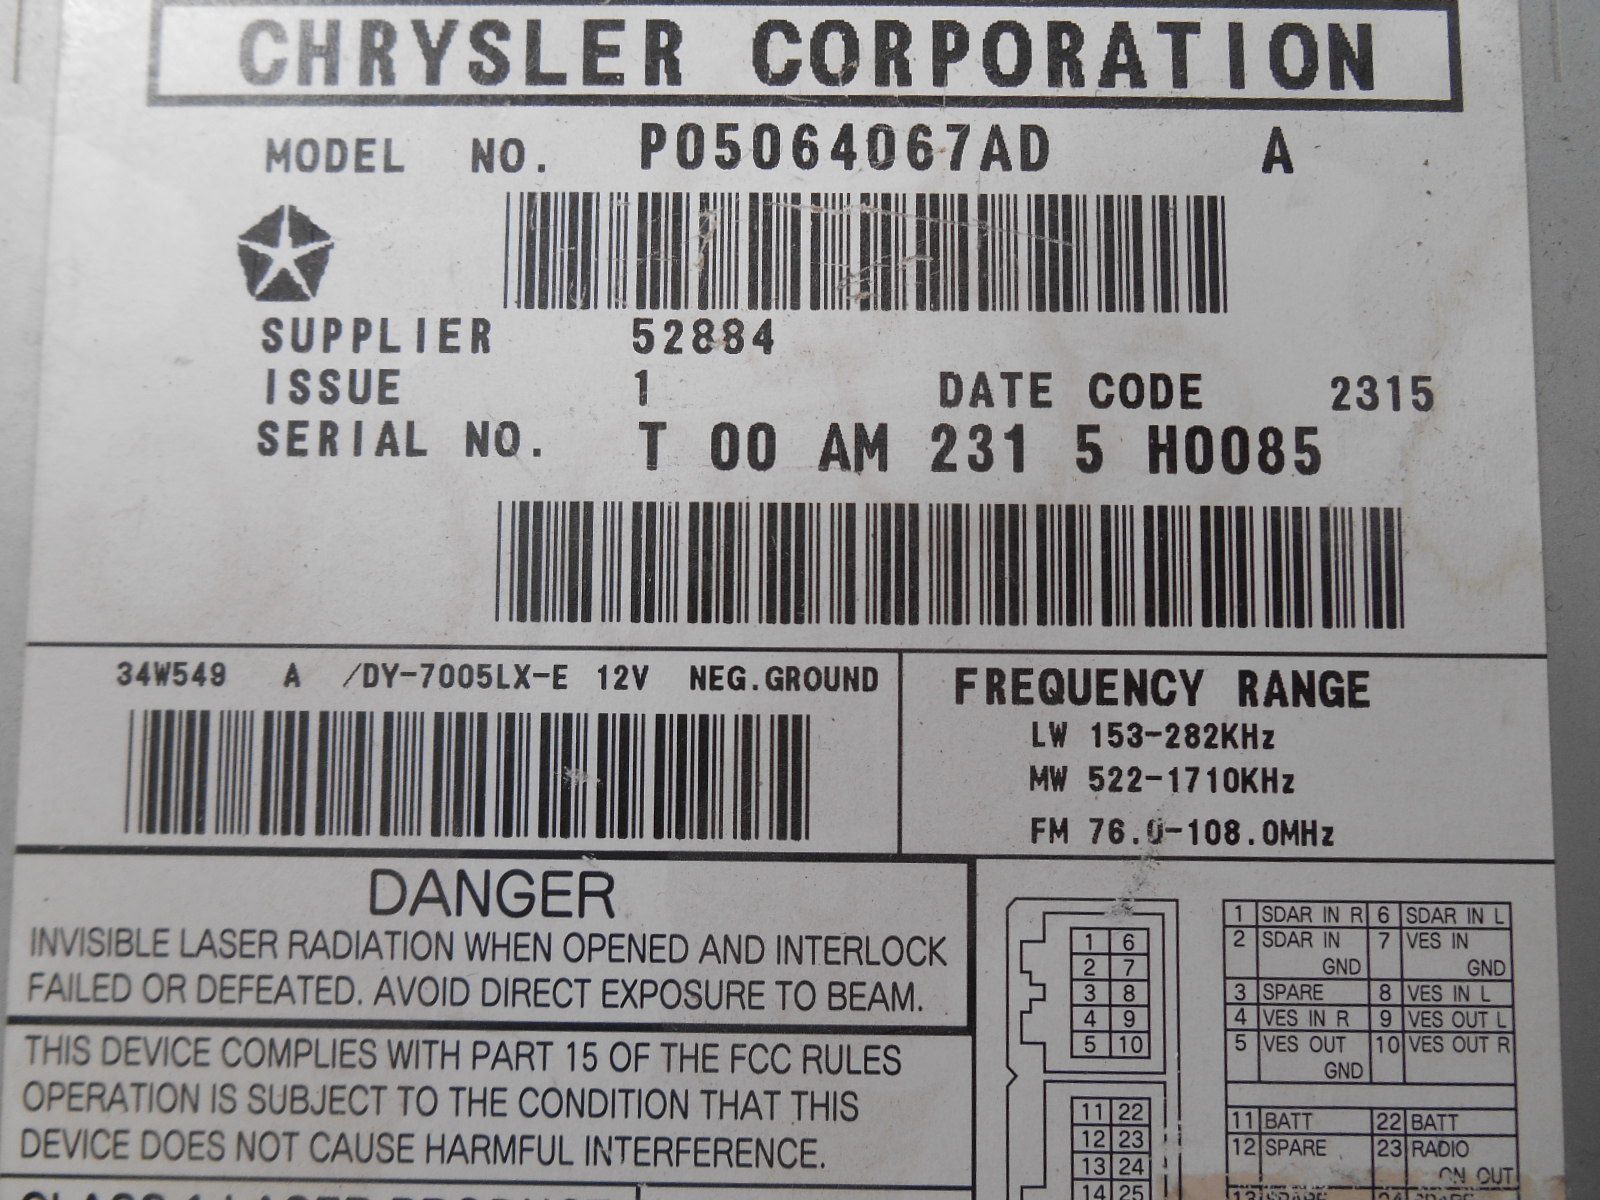 CHRYSLER CORPORATION
MODEL NO. P05064067AD A
SUPPLIER 52884
ISSUE 1 DATE CODE 2315
SERIAL NO. T 00 AM 231 5 H0085
34W549 A /DY-7005LX-E 12V NEG.GROUND
FREQUENCY RANGE
LW 153-282KHz
MW 522-1710KHz
FM 76.0-108.0MHz
DANGER
INVISIBLE LASER RADIATION WHEN OPENED AND INTERLOCK
FAILED OR DEFEATED. AVOID DIRECT EXPOSURE TO BEAM.
THIS DEVICE COMPLIES WITH PART 15 OF THE FCC RULES
OPERATION IS SUBJECT TO THE CONDITION THAT THIS
DEVICE DOES NOT CAUSE HARMFUL INTERFERENCE.
1 6
2 7
3 8
4 9
5 10
11 22
12 23
13 24
14 25
1 SDAR IN R 6 SDAR IN L
2 SDAR IN 7 VES IN
GND GND
3 SPARE 8 VES IN L
4 VES IN R 9 VES OUT L
5 VES OUT 10 VES OUT R
GND
11 BATT 22 BATT
12 SPARE 23 RADIO
ON OUT